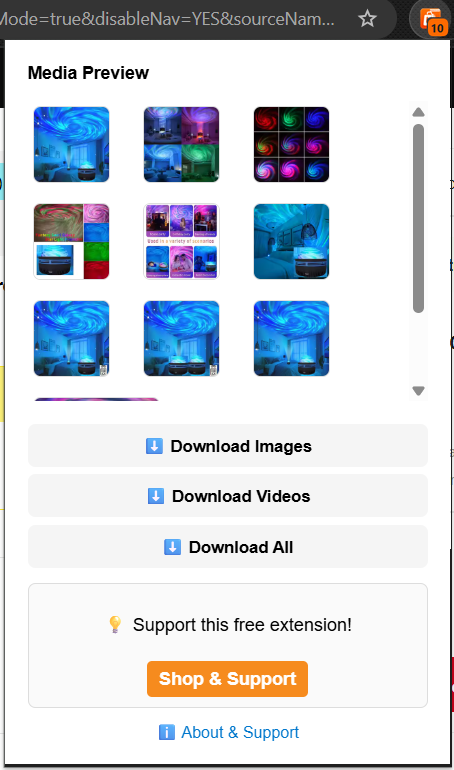 Mode=true&disableNav=YES&sourceNam...
10
Media Preview
Used in a variety of scenarios
Download Images
Download Videos
Download All
Support this free extension!
Shop & Support
About & Support